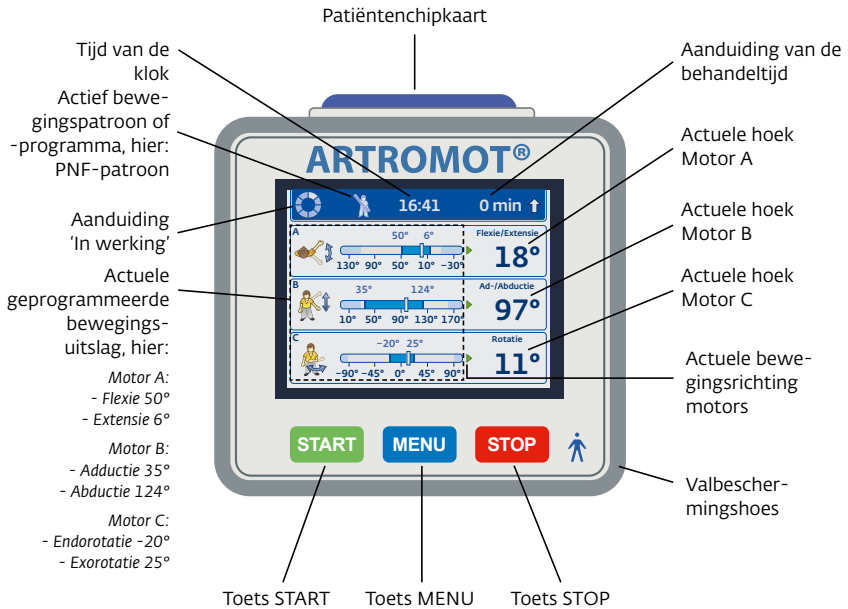 Patiëntenchipkaart
Tijd van de
klok
Actief bewe-
gingspatroon of
-programma, hier:
PNF-patroon
Aanduiding
'In werking'
Actuele
geprogrammeerde
bewegings-
uitslag, hier:
Motor A:
- Flexie 50°
- Extensie 6°
Motor B:
- Adductie 35°
- Abductie 124°
Motor C:
- Endorotatie -20°
- Exorotatie 25°
ARTROMOT®
16:41 0 min
A
50° 6°
130° 90° 50° 10° -30°
Flexie/Extensie
18°
B
35° 124°
10° 50° 90° 130° 170°
Ad-/Abductie
97°
C
-20° 25°
-90° -45° 0° 45° 90°
Rotatie
11°
START MENU STOP
Aanduiding van de
behandeltijd
Actuele hoek
Motor A
Actuele hoek
Motor B
Actuele hoek
Motor C
Actuele bewe-
gingsrichting
motors
Valbescher-
mingshoes
Toets START Toets MENU Toets STOP